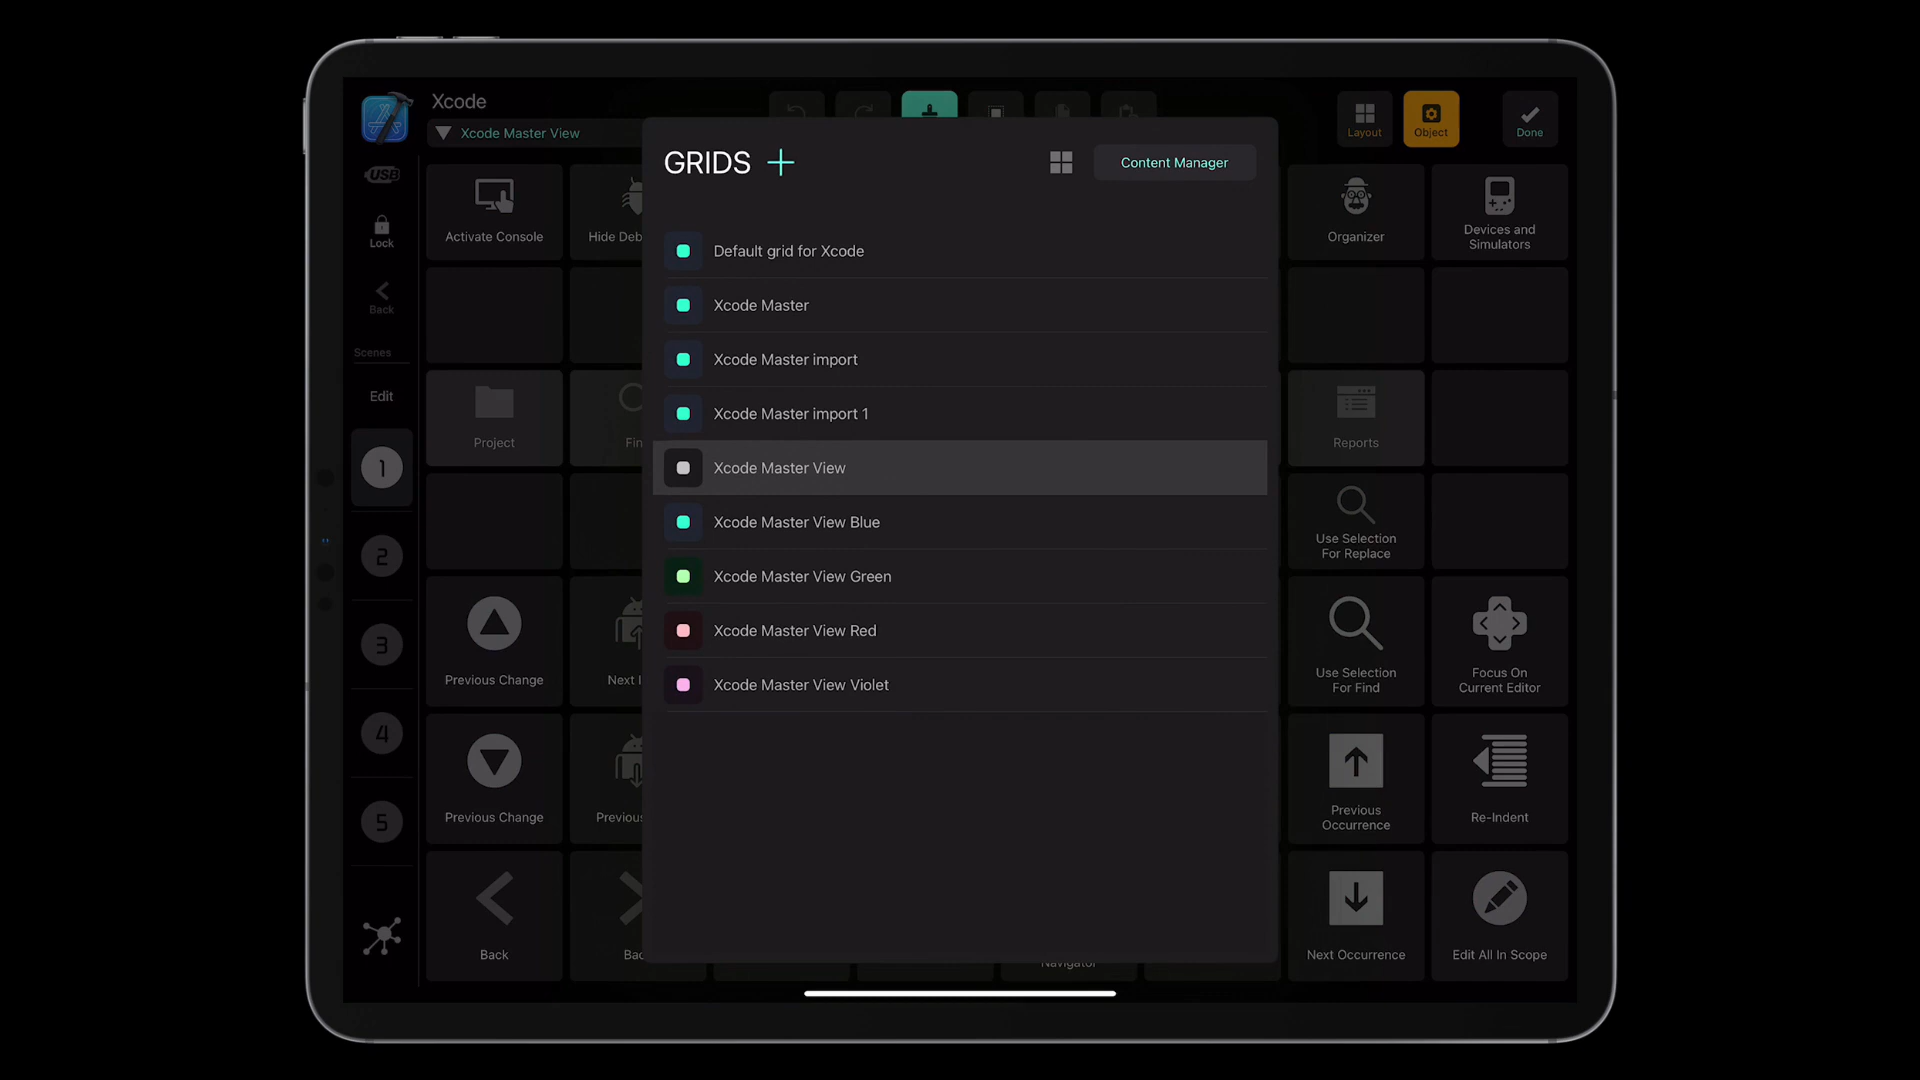 Xcode
Xcode Master View
Layout
Object
Done
USB
Lock
Back
Scenes
Edit
1
2
3
4
5
GRIDS
Content Manager
Default grid for Xcode
Xcode Master
Xcode Master import
Xcode Master import 1
Xcode Master View
Xcode Master View Blue
Xcode Master View Green
Xcode Master View Red
Xcode Master View Violet
Activate Console
Hide Deb
Organizer
Devices and
Simulators
Project
Fin
Reports
Use Selection
For Replace
Previous Change
Next I
Use Selection
For Find
Focus On
Current Editor
Previous Change
Previous
Previous
Occurrence
Re-Indent
Back
Bac
Navigator
Next Occurrence
Edit All In Scope